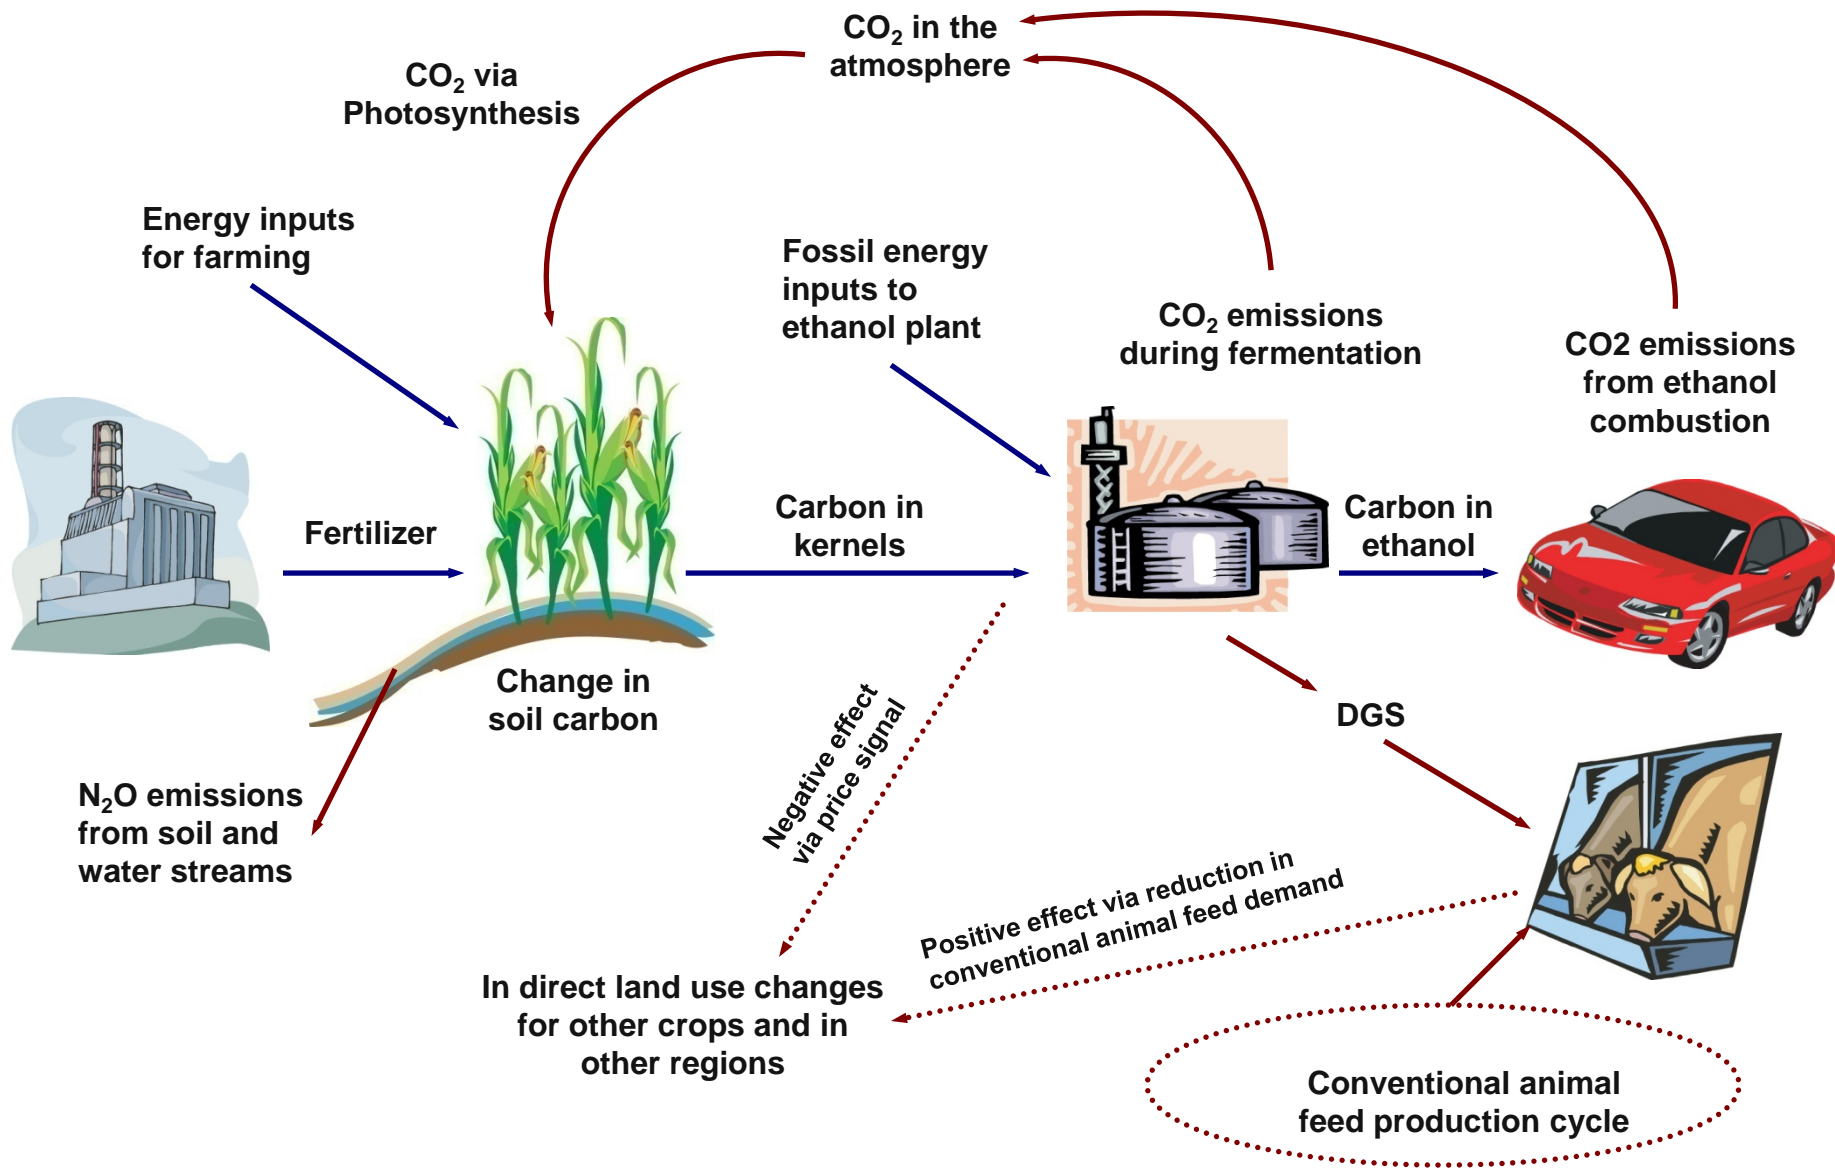 CO₂ in the
atmosphere
CO₂ via
Photosynthesis
Energy inputs
for farming
Fossil energy
inputs to
ethanol plant
CO₂ emissions
during fermentation
CO2 emissions
from ethanol
combustion
Fertilizer
Carbon in
kernels
Carbon in
ethanol
Change in
soil carbon
DGS
N₂O emissions
from soil and
water streams
Negative effect
via price signal
Positive effect via reduction in
conventional animal feed demand
In direct land use changes
for other crops and in
other regions
Conventional animal
feed production cycle